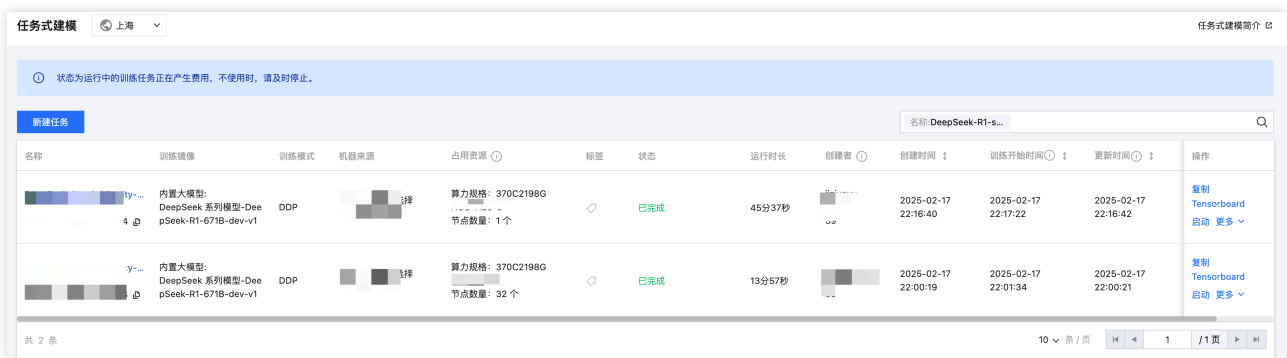 任务式建模 上海 任务式建模简介
状态为运行中的训练任务正在产生费用，不使用时，请及时停止。
新建任务 名称:DeepSeek-R1-s...
名称 训练镜像 训练模式 机器来源 占用资源 标签 状态 运行时长 创建者 创建时间 训练开始时间 更新时间 操作
ty-... 内置大模型: 择 算力规格：370C2198G 复制
DeepSeek 系列模型-Dee DDP 已完成 45分37秒 2025-02-17 2025-02-17 2025-02-17 Tensorboard
4 pSeek-R1-671B-dev-v1 节点数量：1 个 22:16:40 22:17:22 22:16:42 启动 更多
y-... 内置大模型: 选择 算力规格：370C2198G 复制
DeepSeek 系列模型-Dee DDP 已完成 13分57秒 2025-02-17 2025-02-17 2025-02-17 Tensorboard
pSeek-R1-671B-dev-v1 节点数量：32 个 22:00:19 22:01:34 22:00:21 启动 更多
共 2 条 10 条 / 页 1 / 1 页